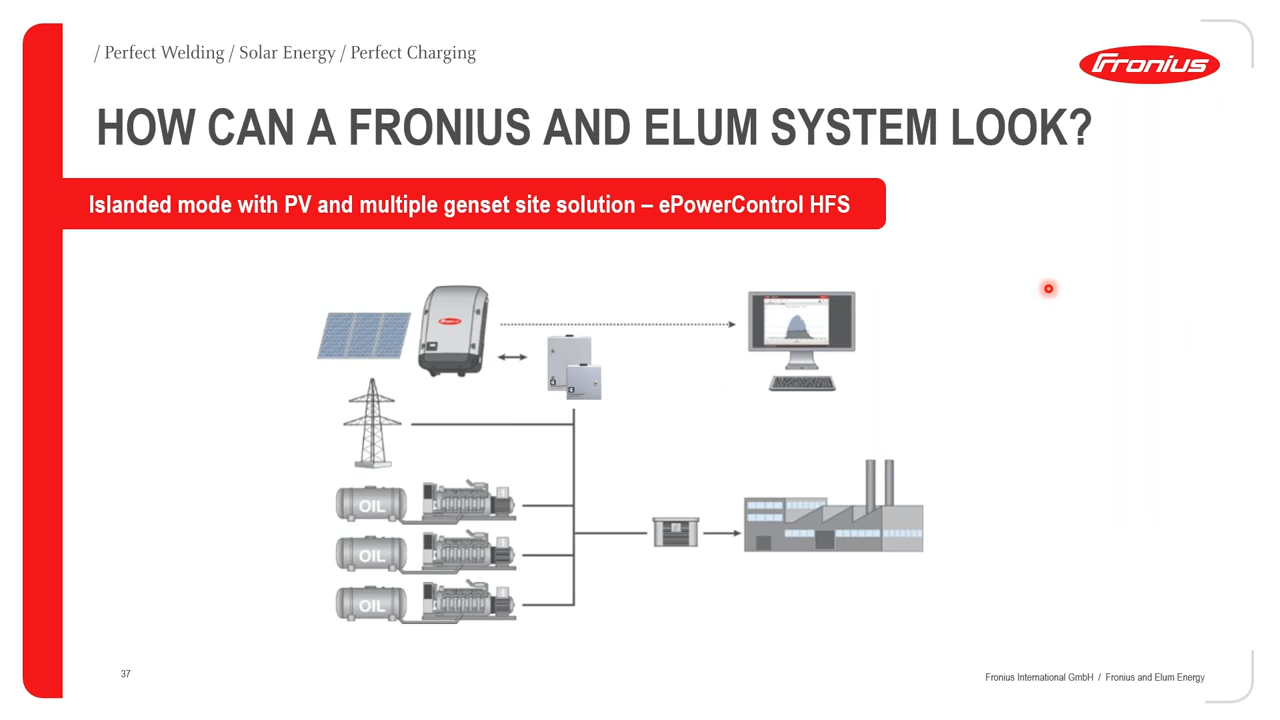 / Perfect Welding / Solar Energy / Perfect Charging
Fronius
HOW CAN A FRONIUS AND ELUM SYSTEM LOOK?
Islanded mode with PV and multiple genset site solution – ePowerControl HFS
Fronius
OIL
OIL
OIL
37
Fronius International GmbH / Fronius and Elum Energy